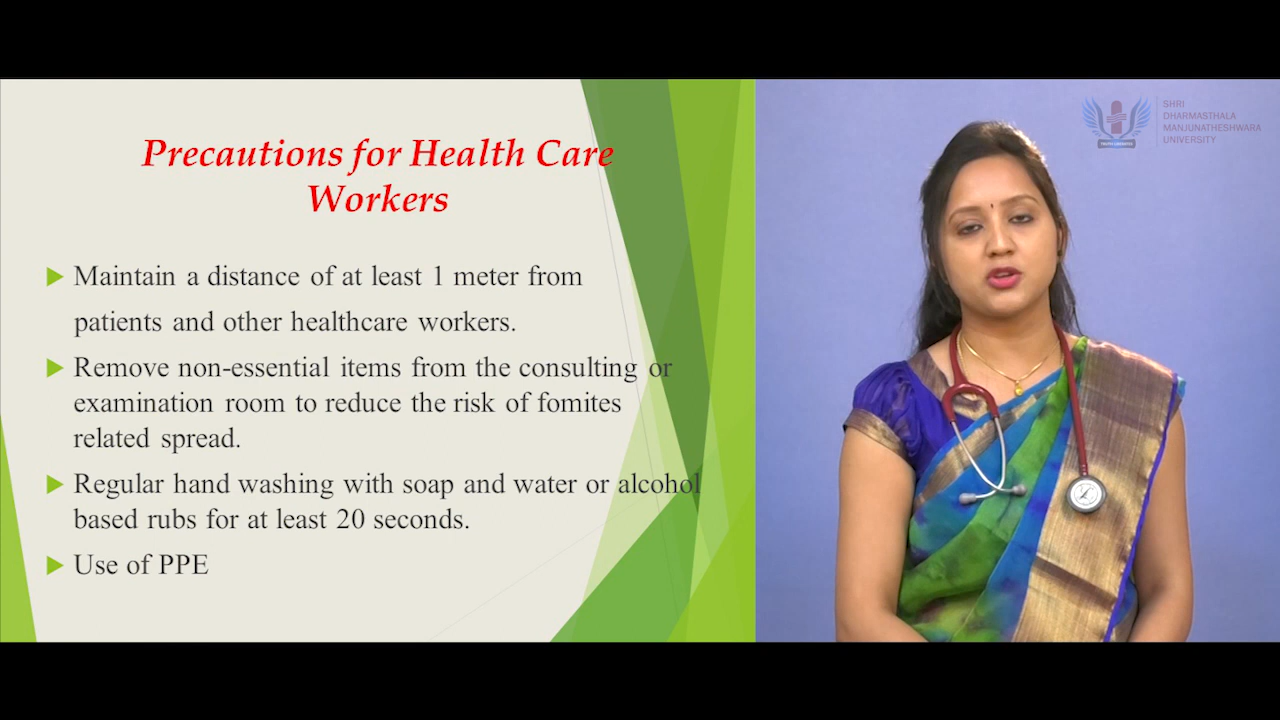 Precautions for Health Care
Workers
Maintain a distance of at least 1 meter from
patients and other healthcare workers.
Remove non-essential items from the consulting or
examination room to reduce the risk of fomites
related spread.
Regular hand washing with soap and water or alcohol
based rubs for at least 20 seconds.
Use of PPE
SHRI
DHARMASTHALA
MANJUNATHESHWARA
UNIVERSITY